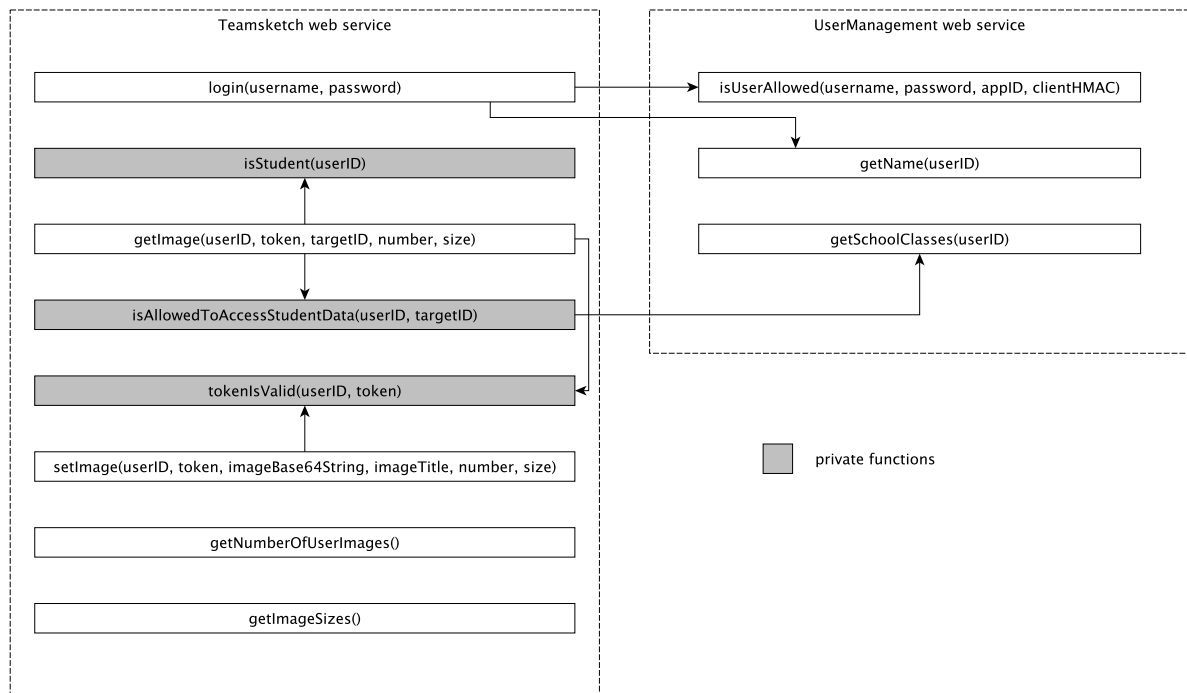 Teamsketch web service
UserManagement web service
login(username, password)
isUserAllowed(username, password, appID, clientHMAC)
isStudent(userID)
getName(userID)
getImage(userID, token, targetID, number, size)
getSchoolClasses(userID)
isAllowedToAccessStudentData(userID, targetID)
tokenIsValid(userID, token)
setImage(userID, token, imageBase64String, imageTitle, number, size)
private functions
getNumberOfUserImages()
getImageSizes()